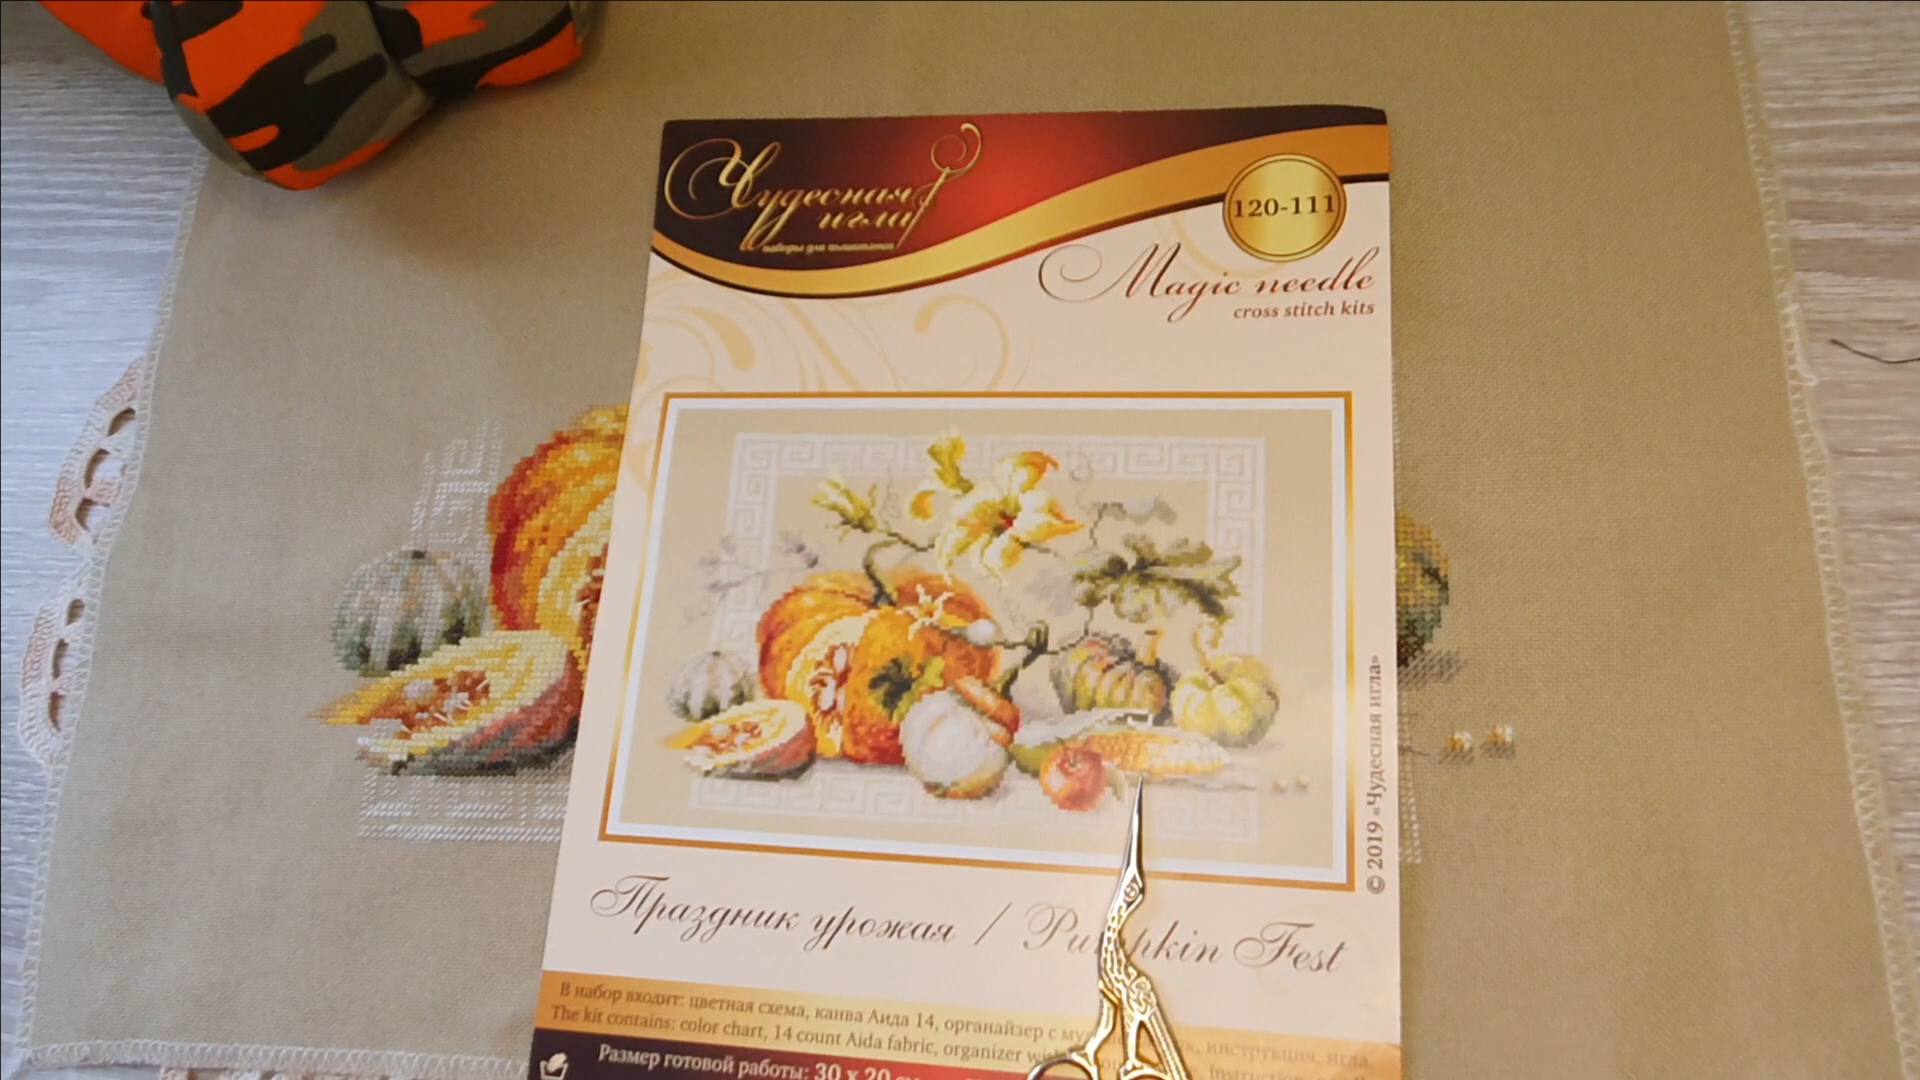 Чудесная
игла
наборы для вышивания
120-111
Magic needle
cross stitch kits
© 2019 «Чудесная игла»
Праздник урожая / Pumpkin Fest
В набор входит: цветная схема, канва Аида 14, органайзер с инструкция, игла
The kit contains: color chart, 14 count Aida fabric, organizer
Размер готовой работы: 30 x 20